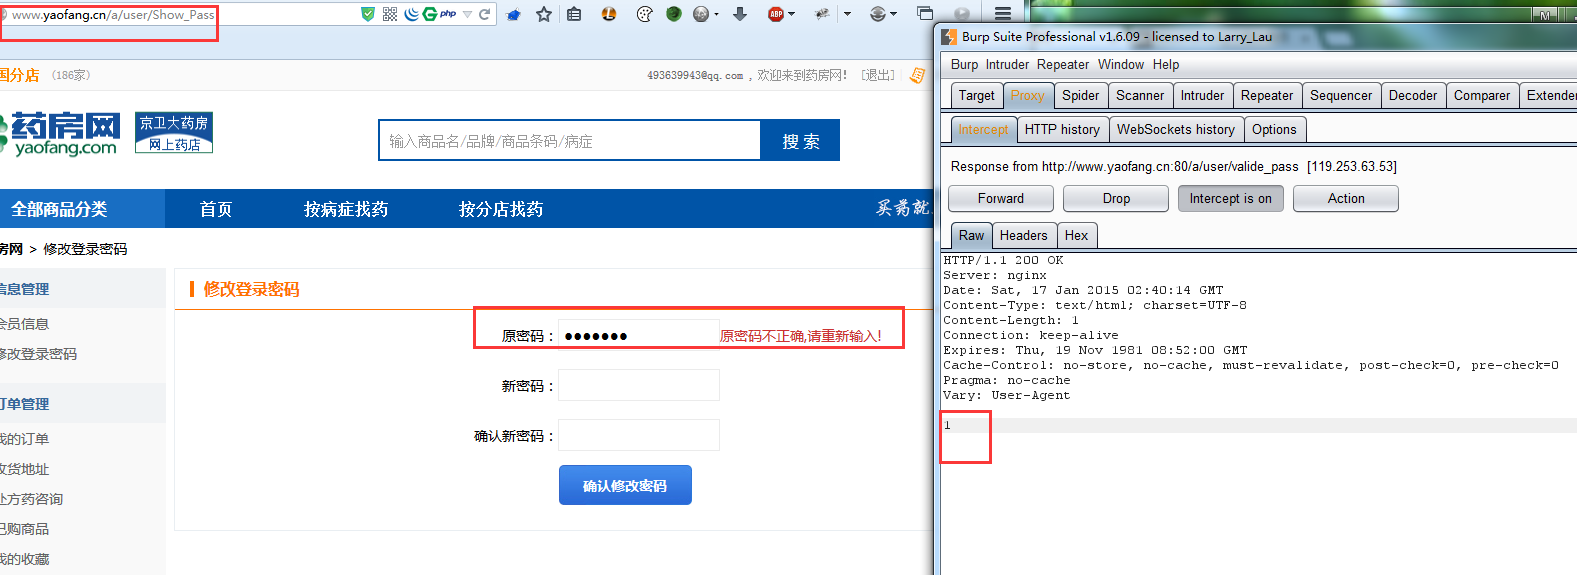 www.yaofang.cn/a/user/Show_Pass
php
ABP
国分店 (186家)
493639943@qq.com , 欢迎来到药房网! [退出]
药房网
yaofang.com
京卫大药房
网上药店
输入商品名/品牌/商品条码/病症
搜 索
全部商品分类
首页
按病症找药
按分店找药
买药就
房网 > 修改登录密码
信息管理
会员信息
修改登录密码
订单管理
我的订单
收货地址
处方药咨询
已购商品
我的收藏
修改登录密码
原密码: ●●●●●●● 原密码不正确,请重新输入!
新密码:
确认新密码:
确认修改密码
M
Burp Suite Professional v1.6.09 - licensed to Larry_Lau
Burp Intruder Repeater Window Help
Target Proxy Spider Scanner Intruder Repeater Sequencer Decoder Comparer Extender
Intercept HTTP history WebSockets history Options
Response from http://www.yaofang.cn:80/a/user/valide_pass [119.253.63.53]
Forward Drop Intercept is on Action
Raw Headers Hex
HTTP/1.1 200 OK
Server: nginx
Date: Sat, 17 Jan 2015 02:40:14 GMT
Content-Type: text/html; charset=UTF-8
Content-Length: 1
Connection: keep-alive
Expires: Thu, 19 Nov 1981 08:52:00 GMT
Cache-Control: no-store, no-cache, must-revalidate, post-check=0, pre-check=0
Pragma: no-cache
Vary: User-Agent
1